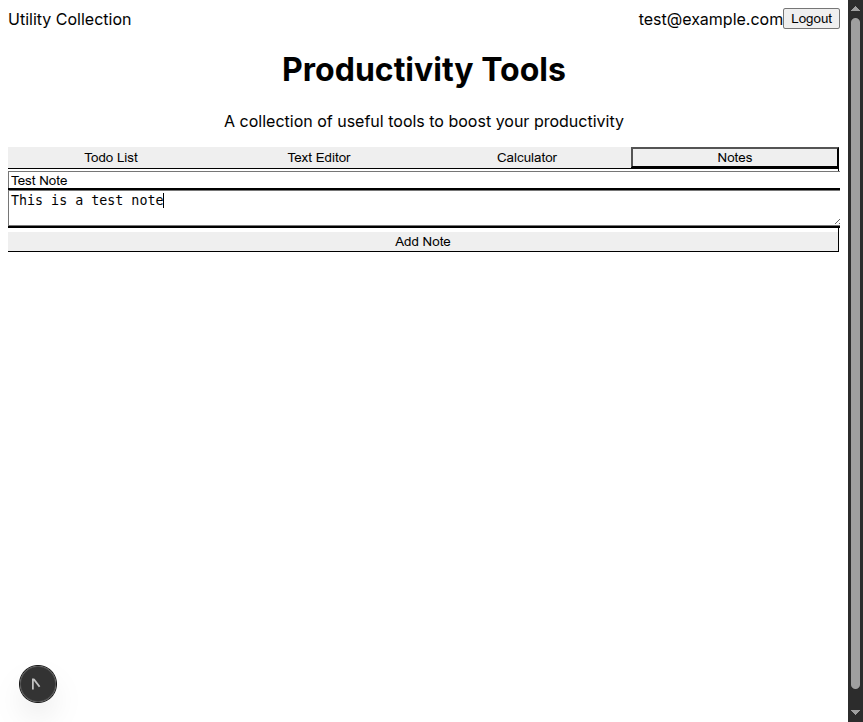 Utility Collection test@example.com Logout
Productivity Tools
A collection of useful tools to boost your productivity
Todo List Text Editor Calculator Notes
Test Note
This is a test note
Add Note